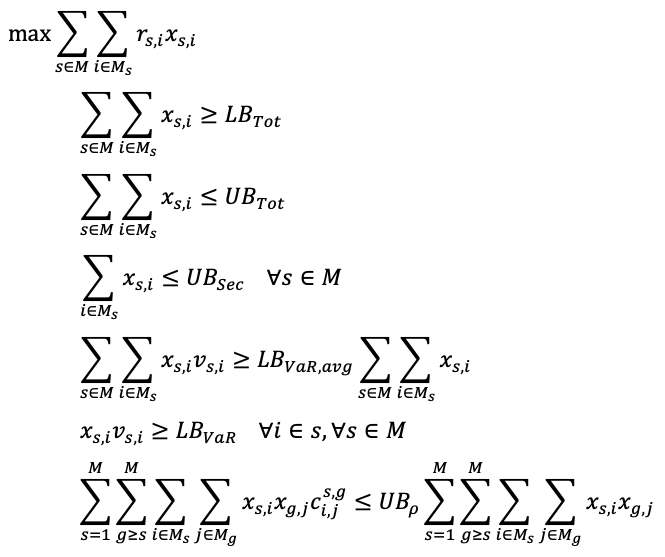 max ∑_{s∈M} ∑_{i∈M_s} r_{s,i}x_{s,i}
∑_{s∈M} ∑_{i∈M_s} x_{s,i} ≥ LB_{Tot}
∑_{s∈M} ∑_{i∈M_s} x_{s,i} ≤ UB_{Tot}
∑_{i∈M_s} x_{s,i} ≤ UB_{Sec} ∀s ∈ M
∑_{s∈M} ∑_{i∈M_s} x_{s,i}v_{s,i} ≥ LB_{VaR,avg} ∑_{s∈M} ∑_{i∈M_s} x_{s,i}
x_{s,i}v_{s,i} ≥ LB_{VaR} ∀i ∈ s, ∀s ∈ M
∑_{s=1}^{M} ∑_{g≥s}^{M} ∑_{i∈M_s} ∑_{j∈M_g} x_{s,i}x_{g,j}c_{i,j}^{s,g} ≤ UB_ρ ∑_{s=1}^{M} ∑_{g≥s}^{M} ∑_{i∈M_s} ∑_{j∈M_g} x_{s,i}x_{g,j}